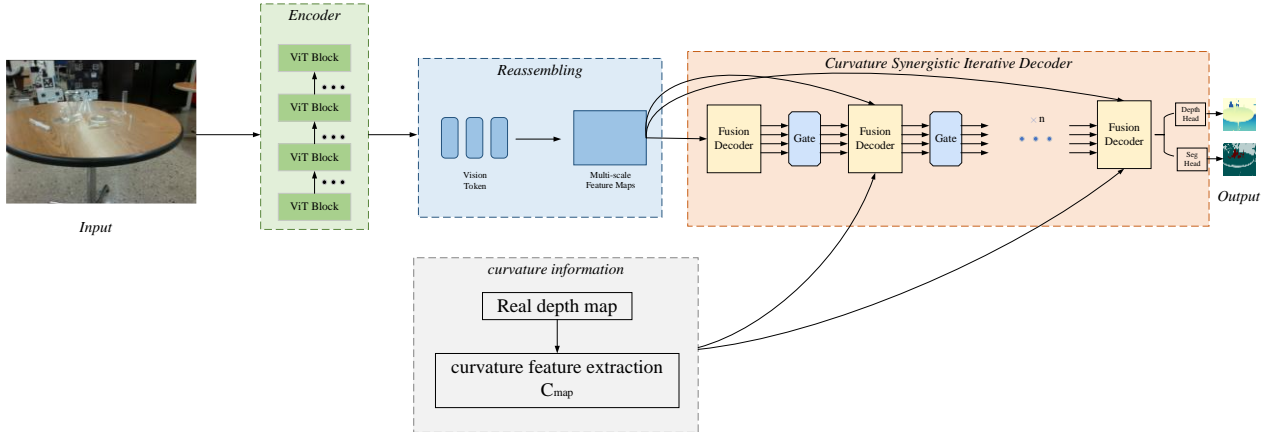 Encoder
ViT Block
ViT Block
ViT Block
ViT Block
Input
Reassembling
Vision
Token
Multi-scale
Feature Maps
Curvature Synergistic Iterative Decoder
Fusion
Decoder
Gate
Fusion
Decoder
Gate
×n
Fusion
Decoder
Depth
Head
Seg
Head
Output
curvature information
Real depth map
curvature feature extraction
Cmap